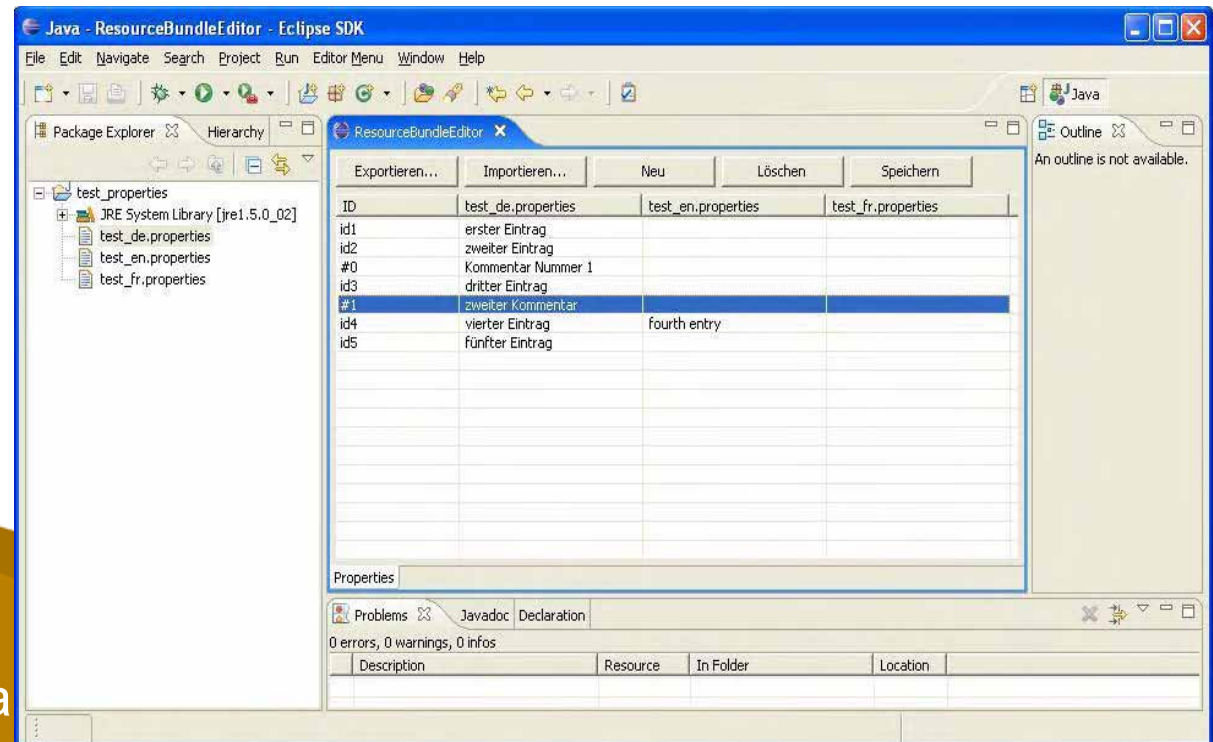 Java - ResourceBundleEditor - Eclipse SDK
File Edit Navigate Search Project Run Editor Menu Window Help
Java
Package Explorer Hierarchy
ResourceBundleEditor
Outline
An outline is not available.
Exportieren... Importieren... Neu Löschen Speichern
test_properties
JRE System Library [jre1.5.0_02]
test_de.properties
test_en.properties
test_fr.properties
ID test_de.properties test_en.properties test_fr.properties
id1 erster Eintrag
id2 zweiter Eintrag
#0 Kommentar Nummer 1
id3 dritter Eintrag
#1 zweiter Kommentar
id4 vierter Eintrag fourth entry
id5 fünfter Eintrag
Properties
Problems Javadoc Declaration
0 errors, 0 warnings, 0 infos
Description Resource In Folder Location
a